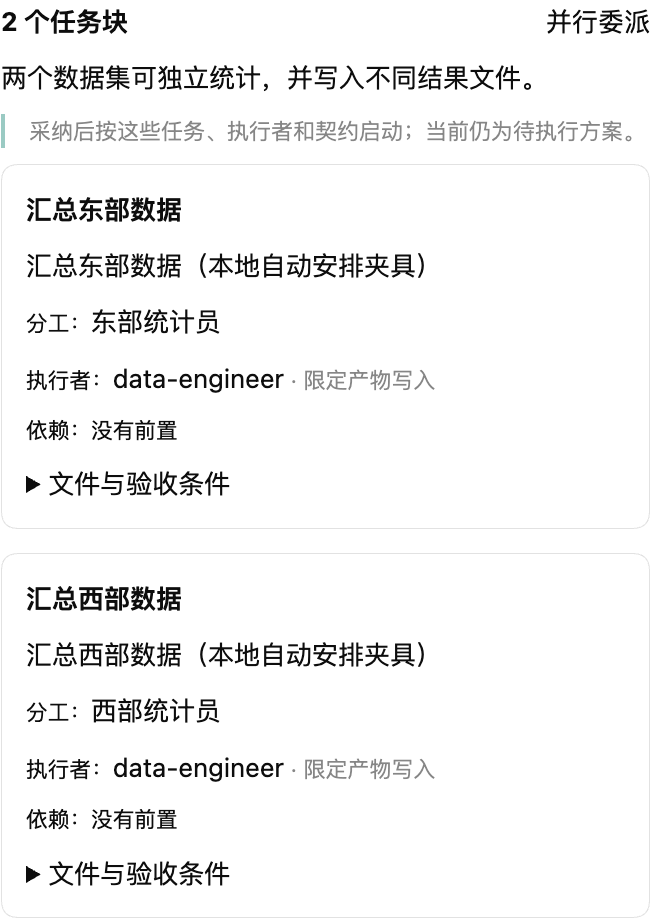 2 个任务块 并行委派
两个数据集可独立统计，并写入不同结果文件。
采纳后按这些任务、执行者和契约启动；当前仍为待执行方案。
汇总东部数据
汇总东部数据（本地自动安排夹具）
分工：东部统计员
执行者：data-engineer · 限定产物写入
依赖：没有前置
▶ 文件与验收条件
汇总西部数据
汇总西部数据（本地自动安排夹具）
分工：西部统计员
执行者：data-engineer · 限定产物写入
依赖：没有前置
▶ 文件与验收条件